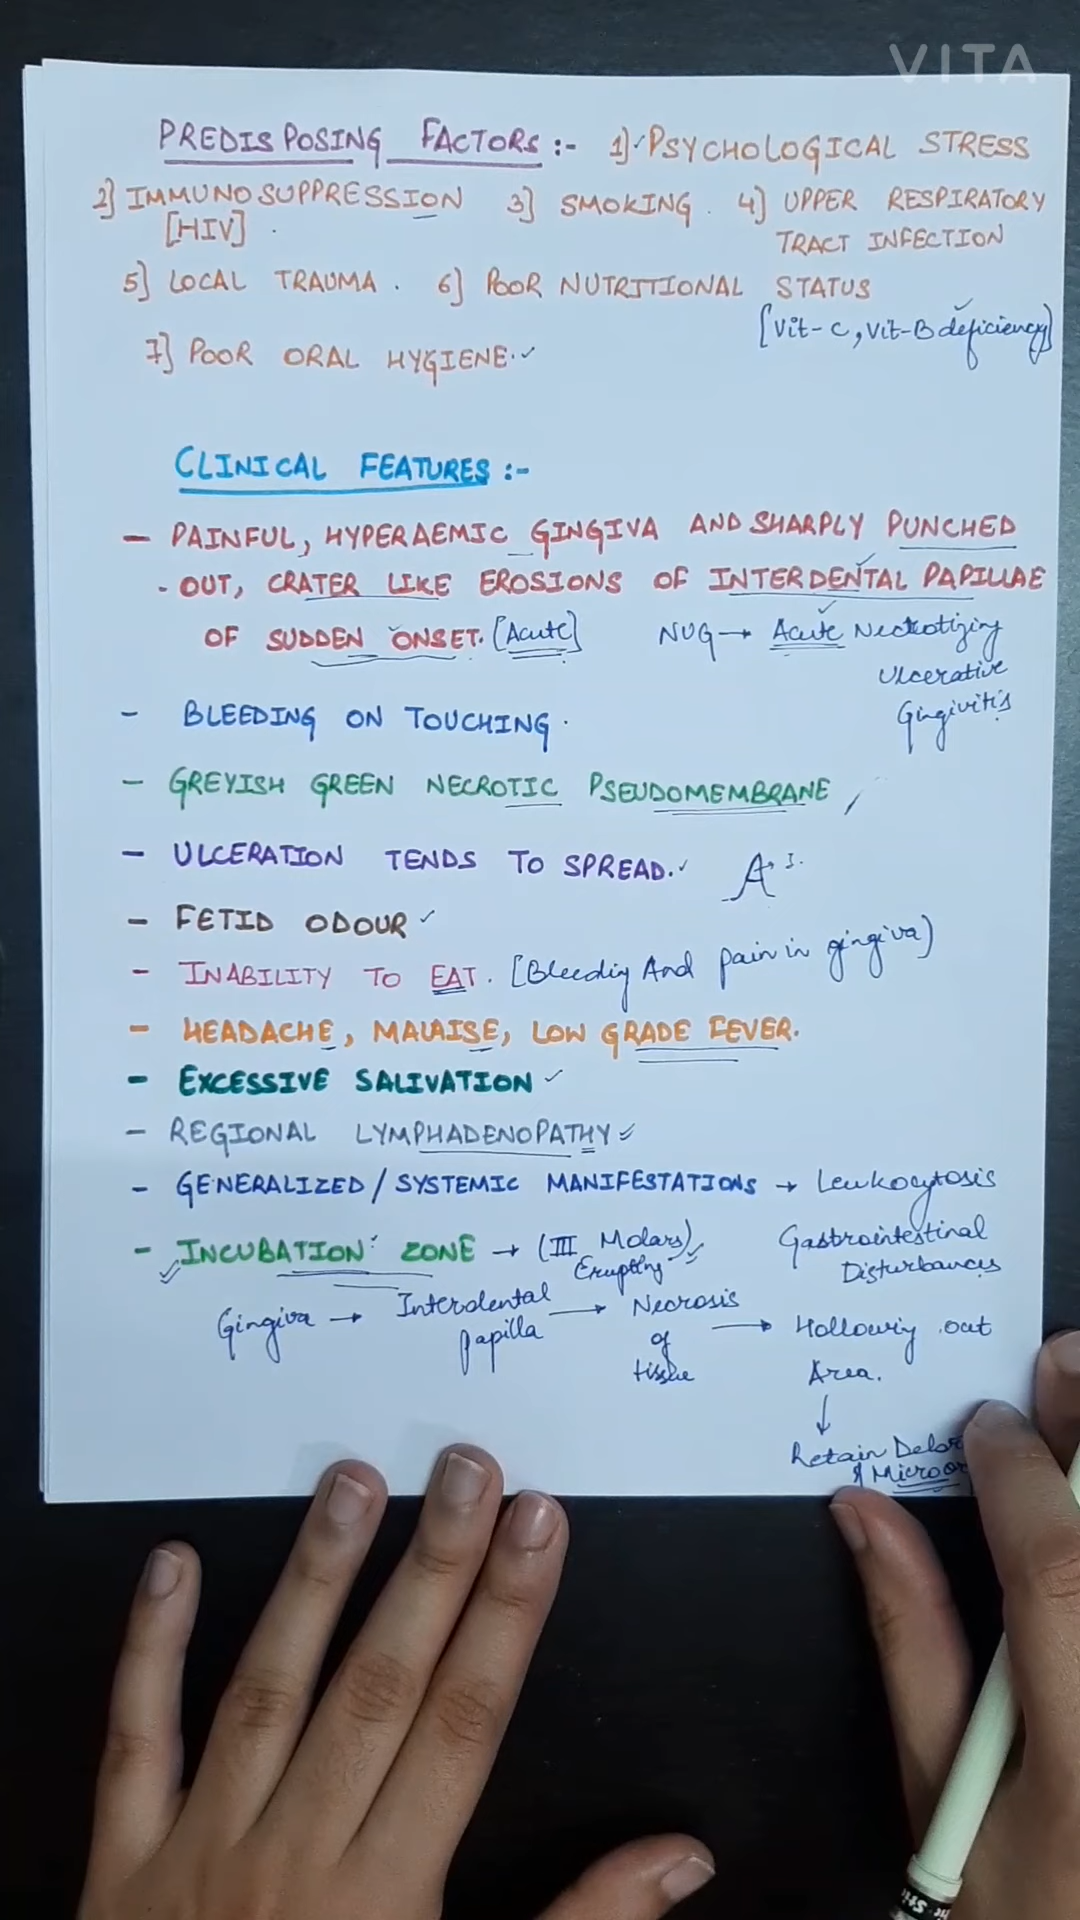 VITA
PREDISPOSING FACTORS :- 1] PSYCHOLOGICAL STRESS
2] IMMUNOSUPPRESSION 3] SMOKING. 4] UPPER RESPIRATORY
[HIV]. TRACT INFECTION
5] LOCAL TRAUMA. 6] POOR NUTRITIONAL STATUS
[Vit-C, Vit-B deficiency]
7] POOR ORAL HYGIENE.
CLINICAL FEATURES :-
- PAINFUL, HYPERAEMIC GINGIVA AND SHARPLY PUNCHED
- OUT, CRATER LIKE EROSIONS OF INTERDENTAL PAPILLAE
OF SUDDEN ONSET. [Acute] NUG → Acute Necrotizing
Ulcerative
Gingivitis
- BLEEDING ON TOUCHING.
- GREYISH GREEN NECROTIC PSEUDOMEMBRANE
- ULCERATION TENDS TO SPREAD.
- FETID ODOUR
- INABILITY TO EAT. [Bleediy And pain in gingiva)
- HEADACHE, MALAISE, LOW GRADE FEVER.
- EXCESSIVE SALIVATION
- REGIONAL LYMPHADENOPATHY
- GENERALIZED/SYSTEMIC MANIFESTATIONS → Leukocytosis
Gastrointestinal
Disturbances
- INCUBATION ZONE → (III Molars)
Erupting
Gingiva → Interdental papilla → Necrosis of tissue → Hollowiy out Area.
↓
Retain
& Micro